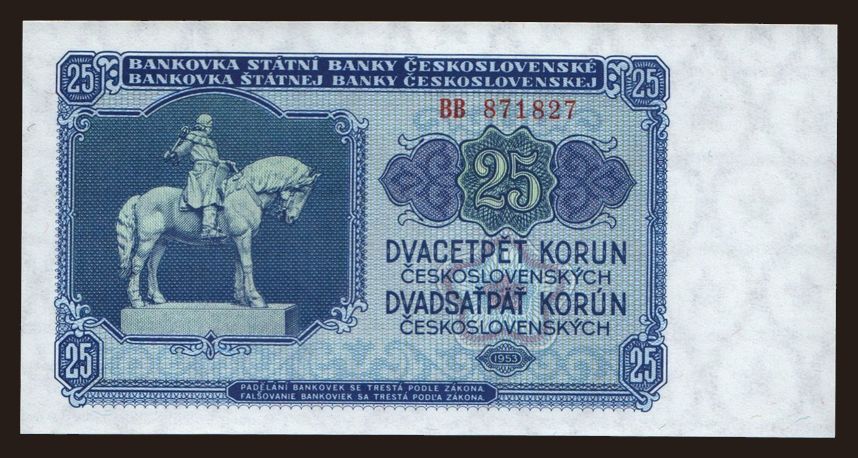 25
BANKOVKA STÁTNÍ BANKY ČESKOSLOVENSKÉ
BANKOVKA ŠTÁTNEJ BANKY ČESKOSLOVENSKEJ
25
BB 871827
25
DVACETPĚT KORUN
ČESKOSLOVENSKÝCH
DVADSAŤPÄŤ KORÚN
ČESKOSLOVENSKÝCH
25
1953
25
PADĚLÁNÍ BANKOVEK SE TRESTÁ PODLE ZÁKONA.
FALŠOVANIE BANKOVIEK SA TRESTÁ PODĽA ZÁKONA.